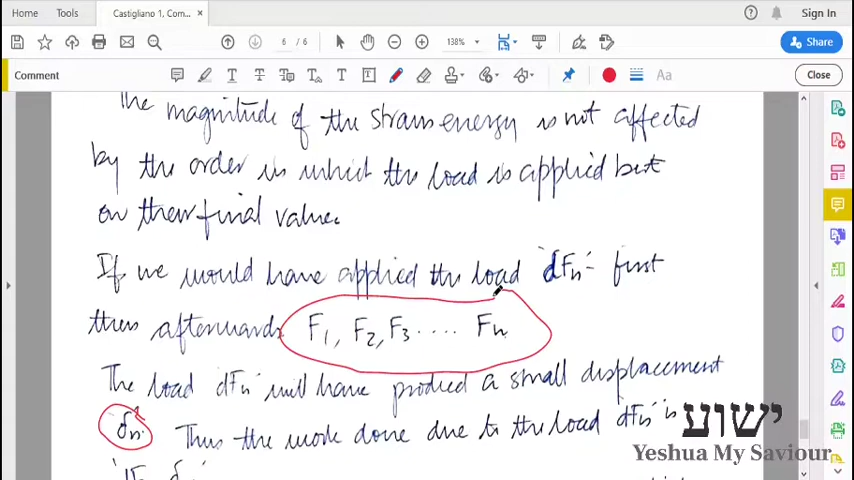 Home Tools Castigliano 1, Com... × Sign In
6 / 6 138% Share
Comment Aa Close
The magnitude of the strain energy is not affected
by the order in which the load is applied but
on their final value.
If we would have applied the load 'dFn' first
then afterwards F1, F2, F3 .... Fn
The load dFn will have produced a small displacement
δn. Thus the work done due to the load 'dFn' is
ישוע
Yeshua My Saviour